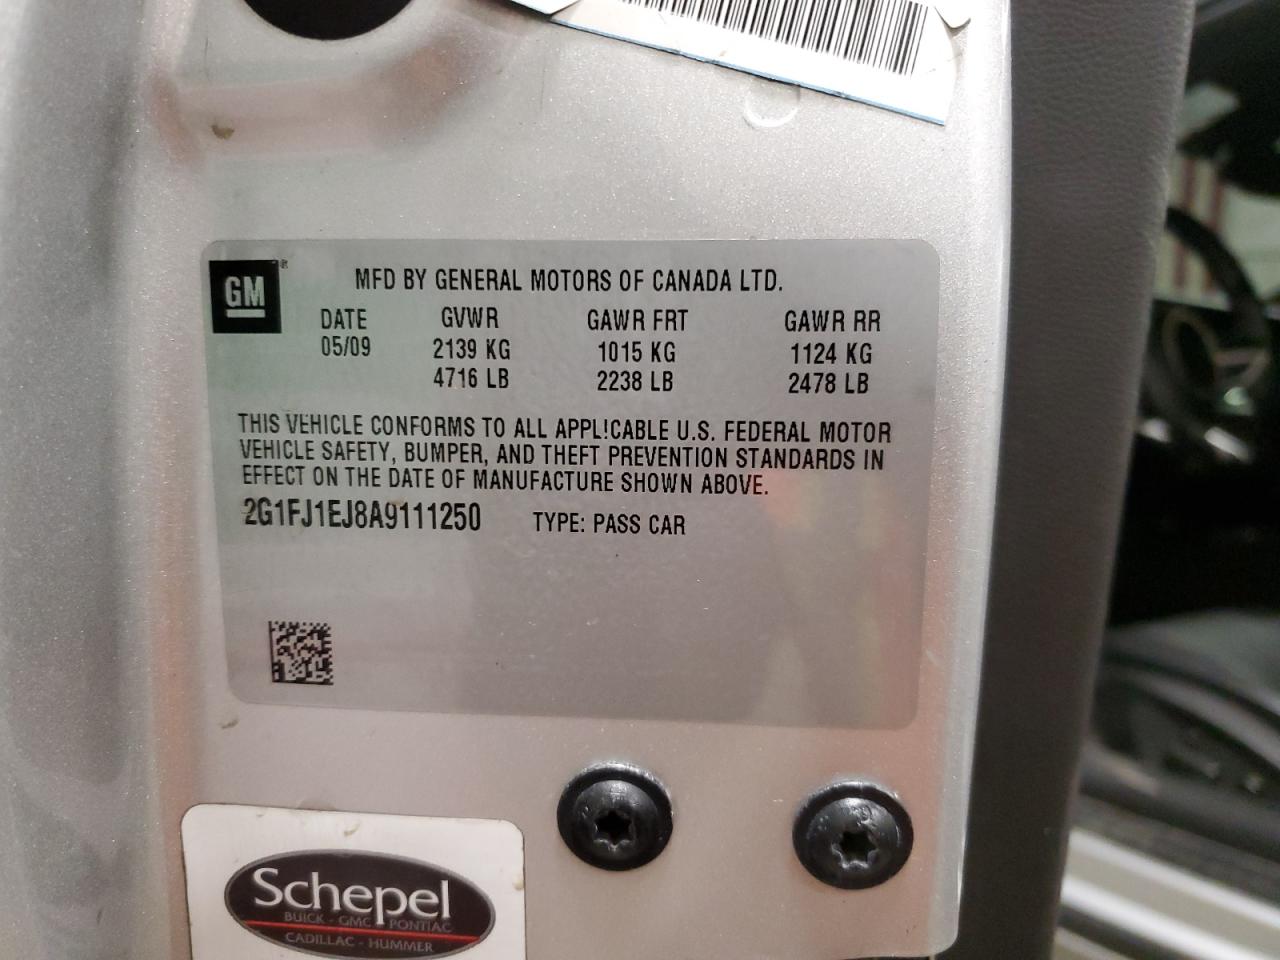 GM
®
MFD BY GENERAL MOTORS OF CANADA LTD.
DATE GVWR GAWR FRT GAWR RR
05/09 2139 KG 1015 KG 1124 KG
4716 LB 2238 LB 2478 LB
THIS VEHICLE CONFORMS TO ALL APPLICABLE U.S. FEDERAL MOTOR
VEHICLE SAFETY, BUMPER, AND THEFT PREVENTION STANDARDS IN
EFFECT ON THE DATE OF MANUFACTURE SHOWN ABOVE.
2G1FJ1EJ8A9111250 TYPE: PASS CAR
Schepel
BUICK - GMC - PONTIAC
CADILLAC - HUMMER